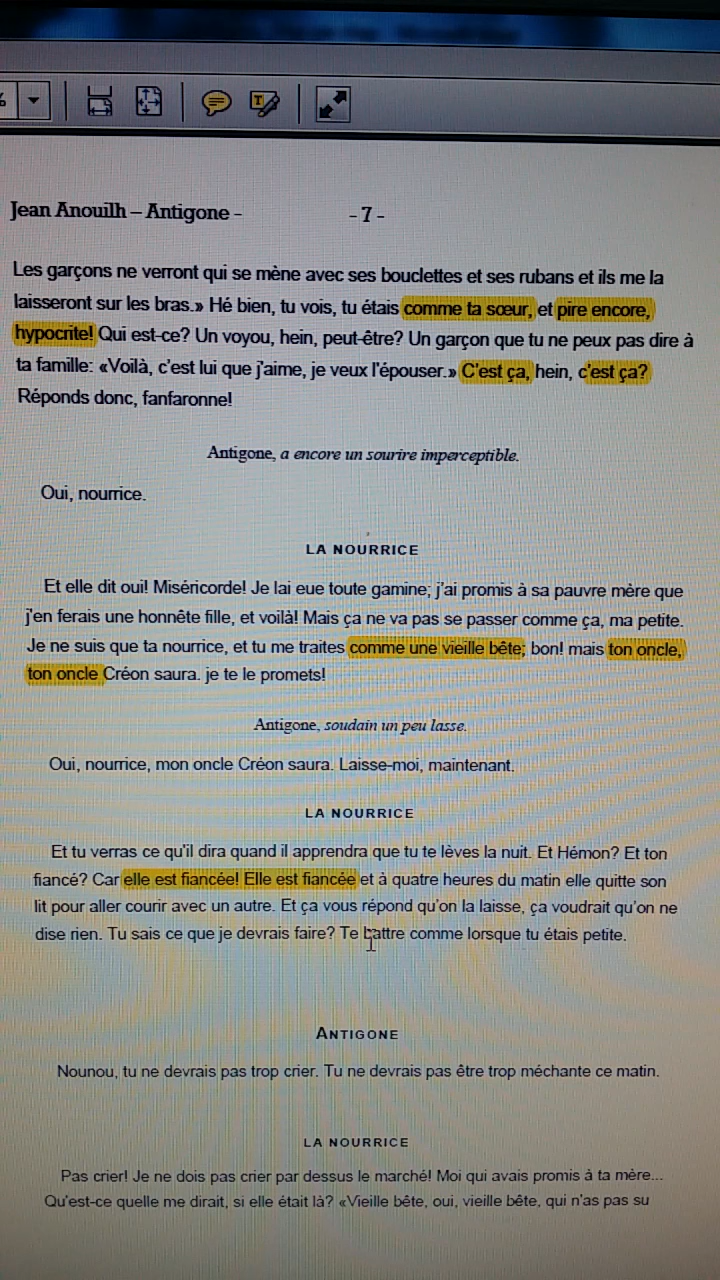 Jean Anouilh – Antigone - - 7 -
Les garçons ne verront qui se mène avec ses bouclettes et ses rubans et ils me la
laisseront sur les bras.» Hé bien, tu vois, tu étais comme ta sœur, et pire encore,
hypocrite! Qui est-ce? Un voyou, hein, peut-être? Un garçon que tu ne peux pas dire à
ta famille: «Voilà, c'est lui que j'aime, je veux l'épouser.» C'est ça, hein, c'est ça?
Réponds donc, fanfaronne!
Antigone, a encore un sourire imperceptible.
Oui, nourrice.
LA NOURRICE
Et elle dit oui! Miséricorde! Je lai eue toute gamine; j'ai promis à sa pauvre mère que
j'en ferais une honnête fille, et voilà! Mais ça ne va pas se passer comme ça, ma petite.
Je ne suis que ta nourrice, et tu me traites comme une vieille bête; bon! mais ton oncle,
ton oncle Créon saura. je te le promets!
Antigone, soudain un peu lasse.
Oui, nourrice, mon oncle Créon saura. Laisse-moi, maintenant.
LA NOURRICE
Et tu verras ce qu'il dira quand il apprendra que tu te lèves la nuit. Et Hémon? Et ton
fiancé? Car elle est fiancée! Elle est fiancée et à quatre heures du matin elle quitte son
lit pour aller courir avec un autre. Et ça vous répond qu'on la laisse, ça voudrait qu'on ne
dise rien. Tu sais ce que je devrais faire? Te battre comme lorsque tu étais petite.
ANTIGONE
Nounou, tu ne devrais pas trop crier. Tu ne devrais pas être trop méchante ce matin.
LA NOURRICE
Pas crier! Je ne dois pas crier par dessus le marché! Moi qui avais promis à ta mère...
Qu'est-ce quelle me dirait, si elle était là? «Vieille bête, oui, vieille bête, qui n'as pas su